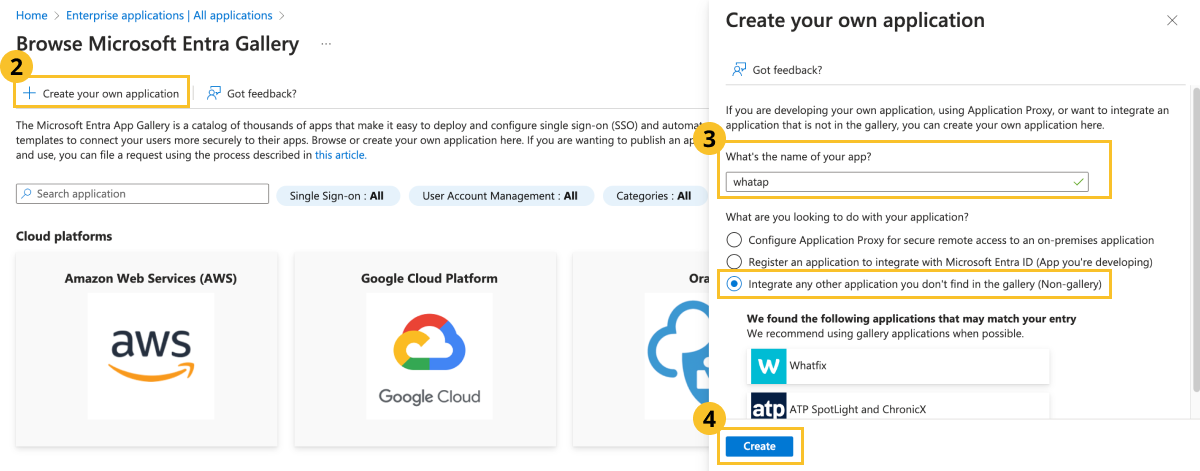 Home > Enterprise applications | All applications >
Browse Microsoft Entra Gallery ...
2
+ Create your own application
Got feedback?
The Microsoft Entra App Gallery is a catalog of thousands of apps that make it easy to deploy and configure single sign-on (SSO) and automat
templates to connect your users more securely to their apps. Browse or create your own application here. If you are wanting to publish an ap
and use, you can file a request using the process described in this article.
Search application
Single Sign-on : All
User Account Management : All
Categories : All
Cloud platforms
Amazon Web Services (AWS)
aws
Google Cloud Platform
Google Cloud
Ora
Create your own application
Got feedback?
If you are developing your own application, using Application Proxy, or want to integrate an
application that is not in the gallery, you can create your own application here.
3
What's the name of your app?
whatap
What are you looking to do with your application?
Configure Application Proxy for secure remote access to an on-premises application
Register an application to integrate with Microsoft Entra ID (App you're developing)
Integrate any other application you don't find in the gallery (Non-gallery)
We found the following applications that may match your entry
We recommend using gallery applications when possible.
W Whatfix
atp ATP SpotLight and ChronicX
4
Create